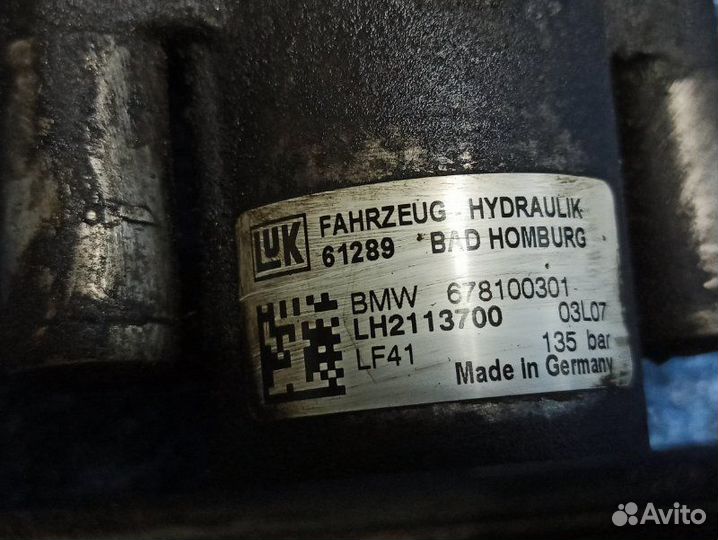 LUK
FAHRZEUG - HYDRAULIK
61289 BAD HOMBURG
BMW 678100301
LH2113700 03L07
LF41 135 bar
Made in Germany
Avito